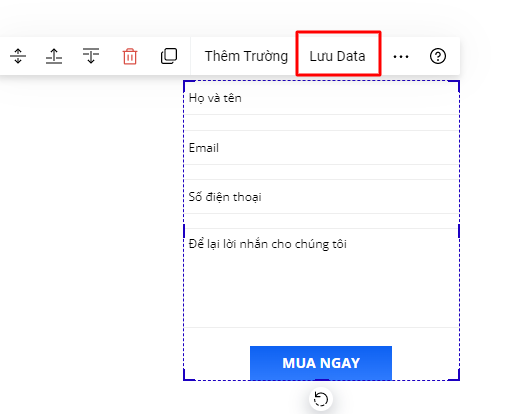 Thêm Trường Lưu Data
Họ và tên
Email
Số điện thoại
Để lại lời nhắn cho chúng tôi
MUA NGAY